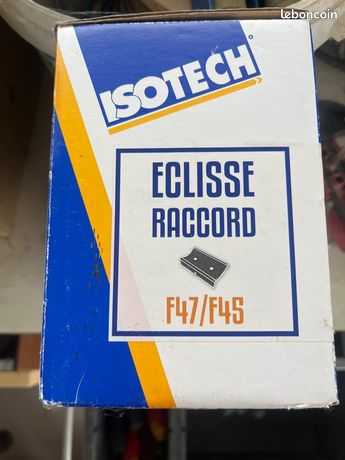 leboncoin
ISOTECH
ECLISSE
RACCORD
F47/F45